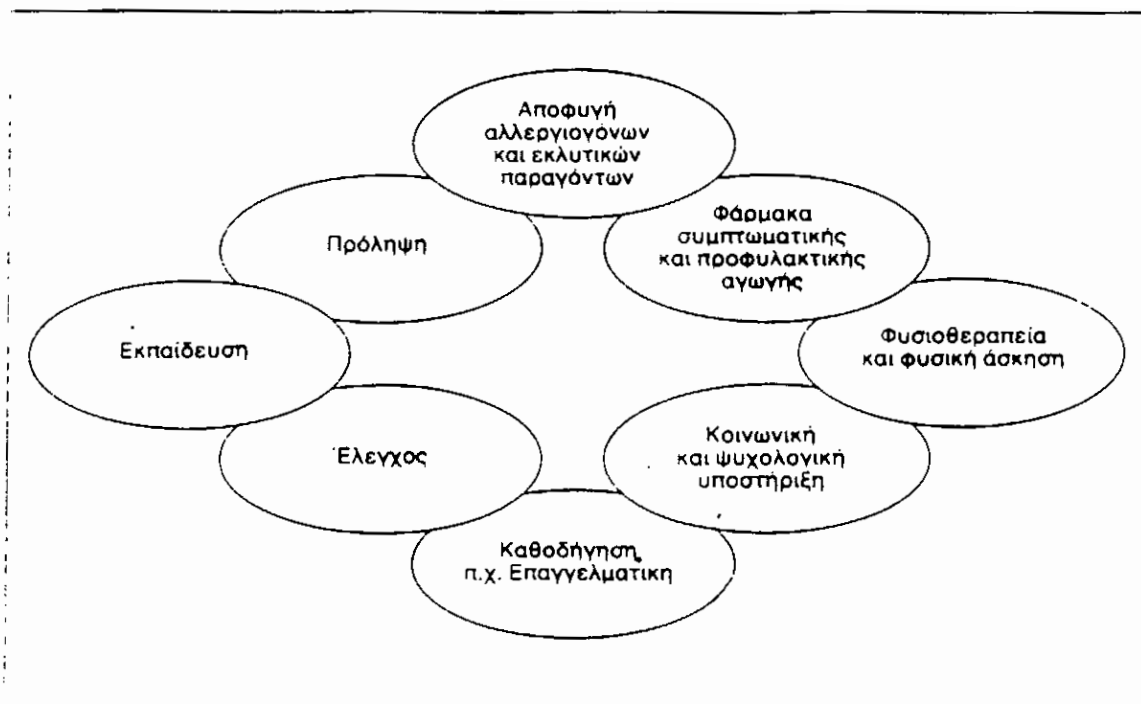 Αποφυγή
αλλεργιογόνων
και εκλυτικών
παραγόντων
Πρόληψη
Φάρμακα
συμπτωματικής
και προφυλακτικής
αγωγής
Εκπαίδευση
Φυσιοθεραπεία
και φυσική άσκηση
Έλεγχος
Κοινωνική
και ψυχολογική
υποστήριξη
Καθοδήγηση
π.χ. Επαγγελματικη